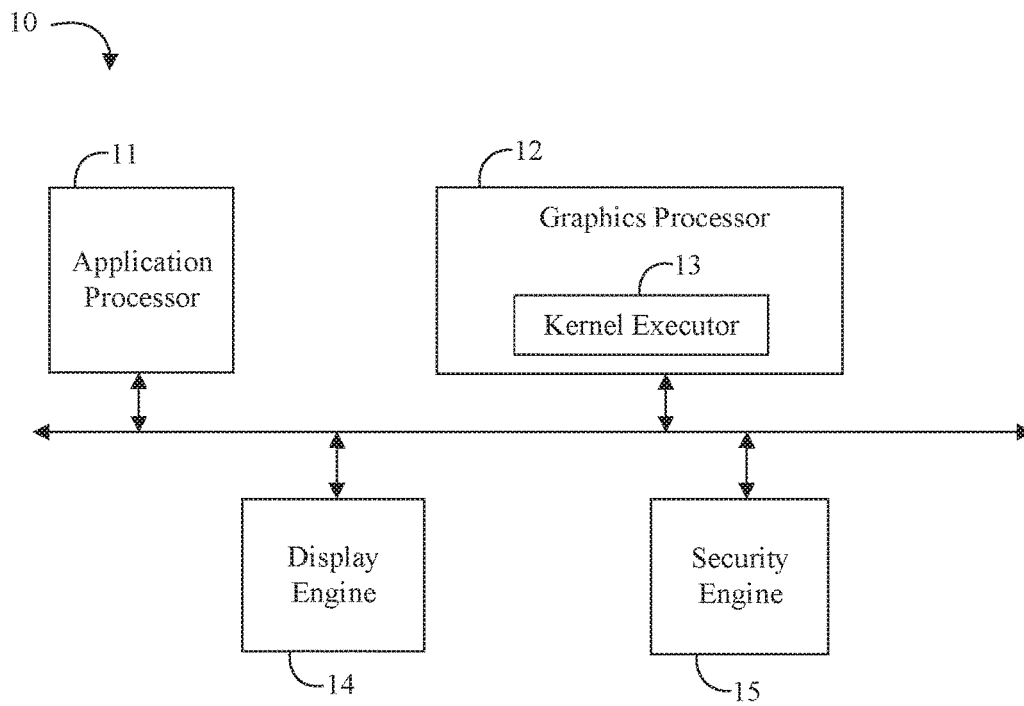 10
11
12
Application
Processor
Graphics Processor
13
Kernel Executor
Display
Engine
Security
Engine
14
15